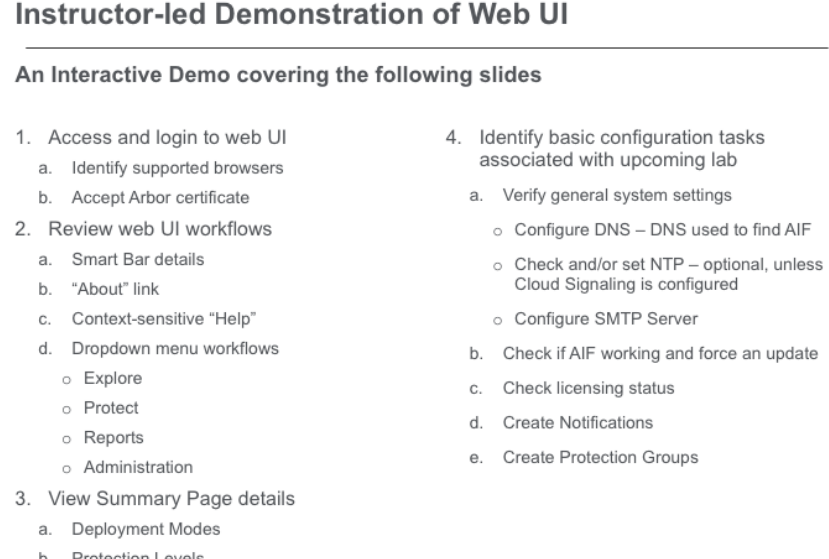 Instructor-led Demonstration of Web UI
An Interactive Demo covering the following slides
1. Access and login to web UI
a. Identify supported browsers
b. Accept Arbor certificate
2. Review web UI workflows
a. Smart Bar details
b. “About” link
c. Context-sensitive “Help”
d. Dropdown menu workflows
o Explore
o Protect
o Reports
o Administration
3. View Summary Page details
a. Deployment Modes
b. Protection Levels
4. Identify basic configuration tasks
associated with upcoming lab
a. Verify general system settings
o Configure DNS – DNS used to find AIF
o Check and/or set NTP – optional, unless
Cloud Signaling is configured
o Configure SMTP Server
b. Check if AIF working and force an update
c. Check licensing status
d. Create Notifications
e. Create Protection Groups